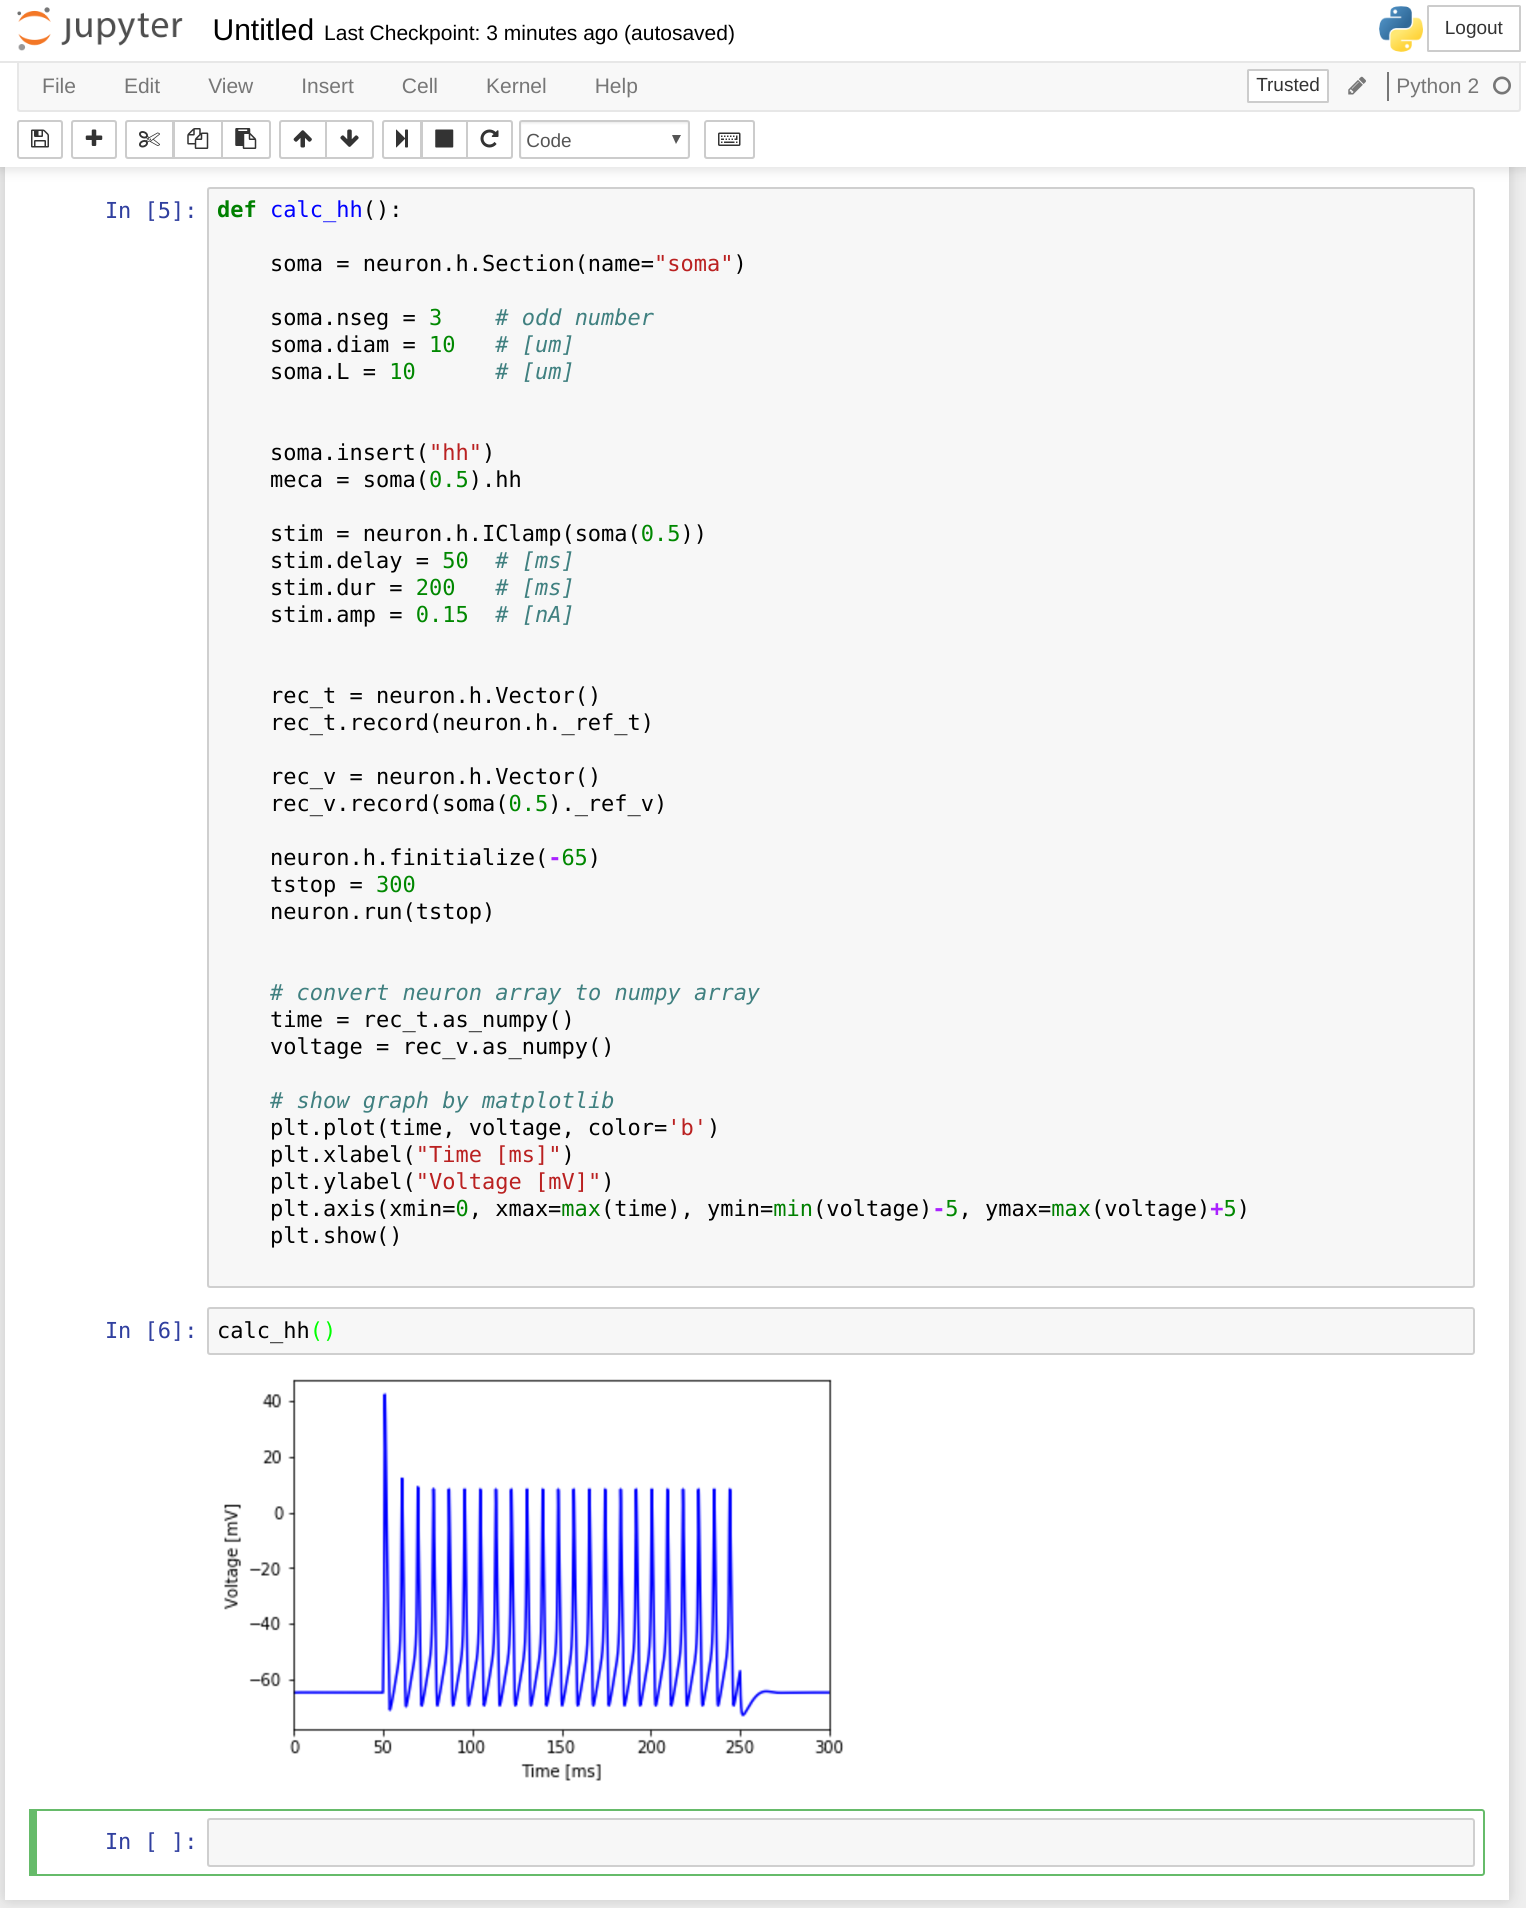 jupyter Untitled Last Checkpoint: 3 minutes ago (autosaved) Logout
File Edit View Insert Cell Kernel Help Trusted Python 2
Code
In [5]: def calc_hh():
soma = neuron.h.Section(name="soma")
soma.nseg = 3 # odd number
soma.diam = 10 # [um]
soma.L = 10 # [um]
soma.insert("hh")
meca = soma(0.5).hh
stim = neuron.h.IClamp(soma(0.5))
stim.delay = 50 # [ms]
stim.dur = 200 # [ms]
stim.amp = 0.15 # [nA]
rec_t = neuron.h.Vector()
rec_t.record(neuron.h._ref_t)
rec_v = neuron.h.Vector()
rec_v.record(soma(0.5)._ref_v)
neuron.h.finitialize(-65)
tstop = 300
neuron.run(tstop)
# convert neuron array to numpy array
time = rec_t.as_numpy()
voltage = rec_v.as_numpy()
# show graph by matplotlib
plt.plot(time, voltage, color='b')
plt.xlabel("Time [ms]")
plt.ylabel("Voltage [mV]")
plt.axis(xmin=0, xmax=max(time), ymin=min(voltage)-5, ymax=max(voltage)+5)
plt.show()
In [6]: calc_hh()
40
20
0
−20
−40
−60
Voltage [mV]
0 50 100 150 200 250 300
Time [ms]
In [ ]: